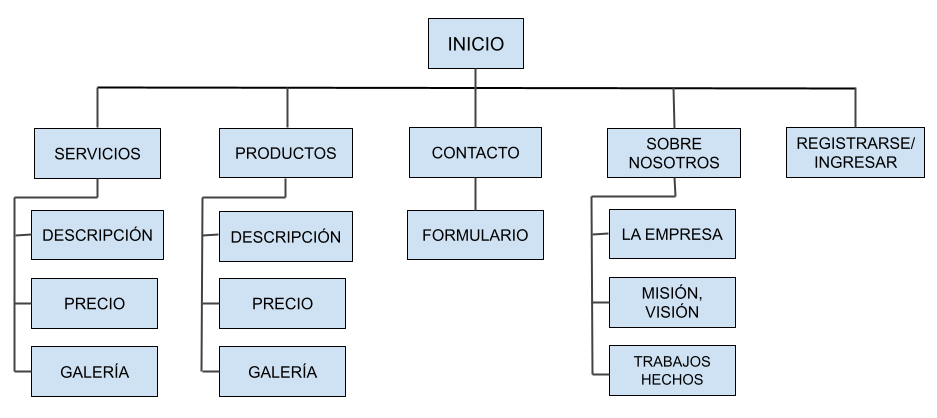 INICIO
SERVICIOS
PRODUCTOS
CONTACTO
SOBRE
NOSOTROS
REGISTRARSE/
INGRESAR
DESCRIPCIÓN
DESCRIPCIÓN
FORMULARIO
LA EMPRESA
PRECIO
PRECIO
MISIÓN,
VISIÓN
GALERÍA
GALERÍA
TRABAJOS
HECHOS